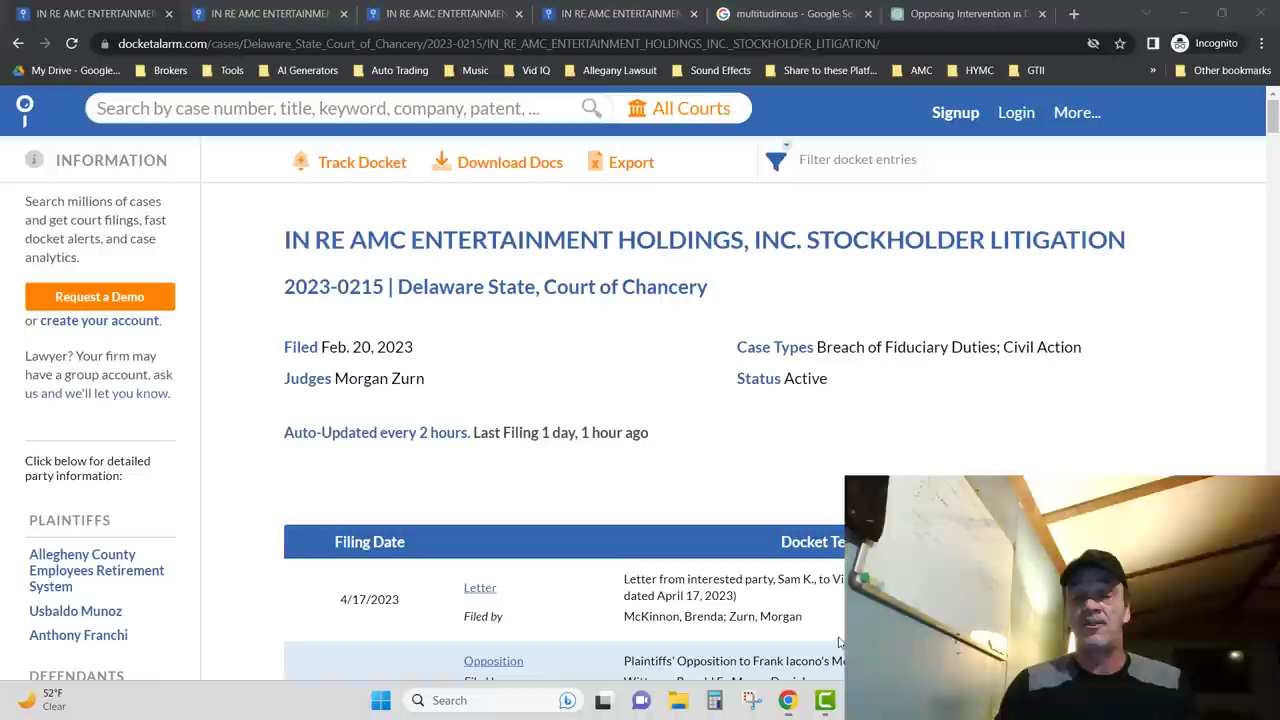 IN RE AMC ENTERTAINMEN
IN RE AMC ENTERTAINMEN
IN RE AMC ENTERTAINMEN
IN RE AMC ENTERTAINMEN
multitudinous - Google Se
Opposing Intervention in D
docketalarm.com/cases/Delaware_State_Court_of_Chancery/2023-0215/IN_RE_AMC_ENTERTAINMENT_HOLDINGS_INC._STOCKHOLDER_LITIGATION/
Incognito
My Drive - Google...
Brokers
Tools
AI Generators
Auto Trading
Music
Vid IQ
Allegany Lawsuit
Sound Effects
Share to these Platf...
AMC
HYMC
GTII
»
Other bookmarks
Search by case number, title, keyword, company, patent, ...
All Courts
Signup
Login
More...
INFORMATION
Track Docket
Download Docs
Export
Filter docket entries
Search millions of cases
and get court filings, fast
docket alerts, and case
analytics.
Request a Demo
or create your account.
Lawyer? Your firm may
have a group account. ask
us and we'll let you know.
Click below for detailed
party information:
PLAINTIFFS
Allegheny County
Employees Retirement
System
Usbaldo Munoz
Anthony Franchi
DEFENDANTS
IN RE AMC ENTERTAINMENT HOLDINGS, INC. STOCKHOLDER LITIGATION
2023-0215 | Delaware State, Court of Chancery
Filed Feb. 20, 2023
Case Types Breach of Fiduciary Duties; Civil Action
Judges Morgan Zurn
Status Active
Auto-Updated every 2 hours. Last Filing 1 day, 1 hour ago
Filing Date
Docket Te
4/17/2023
Letter
Letter from interested party, Sam K., to Vi
dated April 17, 2023)
Filed by
McKinnon, Brenda; Zurn, Morgan
Opposition
Plaintiffs' Opposition to Frank Iacono's Mo
52°F
Clear
Search